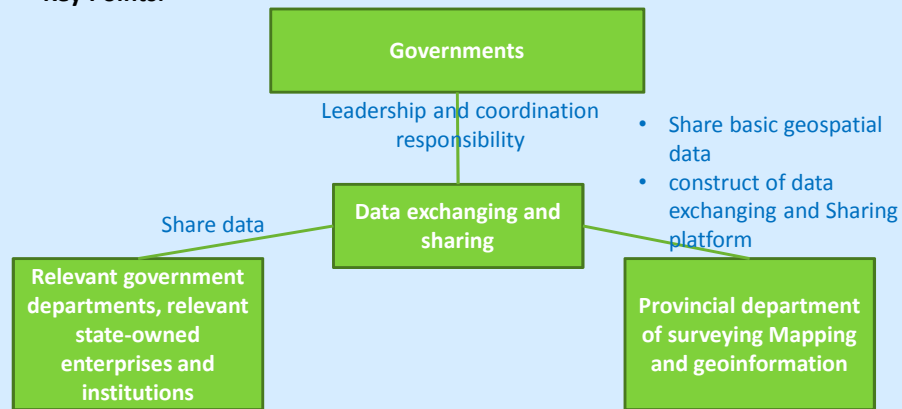 Key Points:
Governments
Leadership and coordination
responsibility
• Share basic geospatial
data
• construct of data
exchanging and Sharing
platform
Data exchanging and
sharing
Share data
Relevant government
departments, relevant
state-owned
enterprises and
institutions
Provincial department
of surveying Mapping
and geoinformation